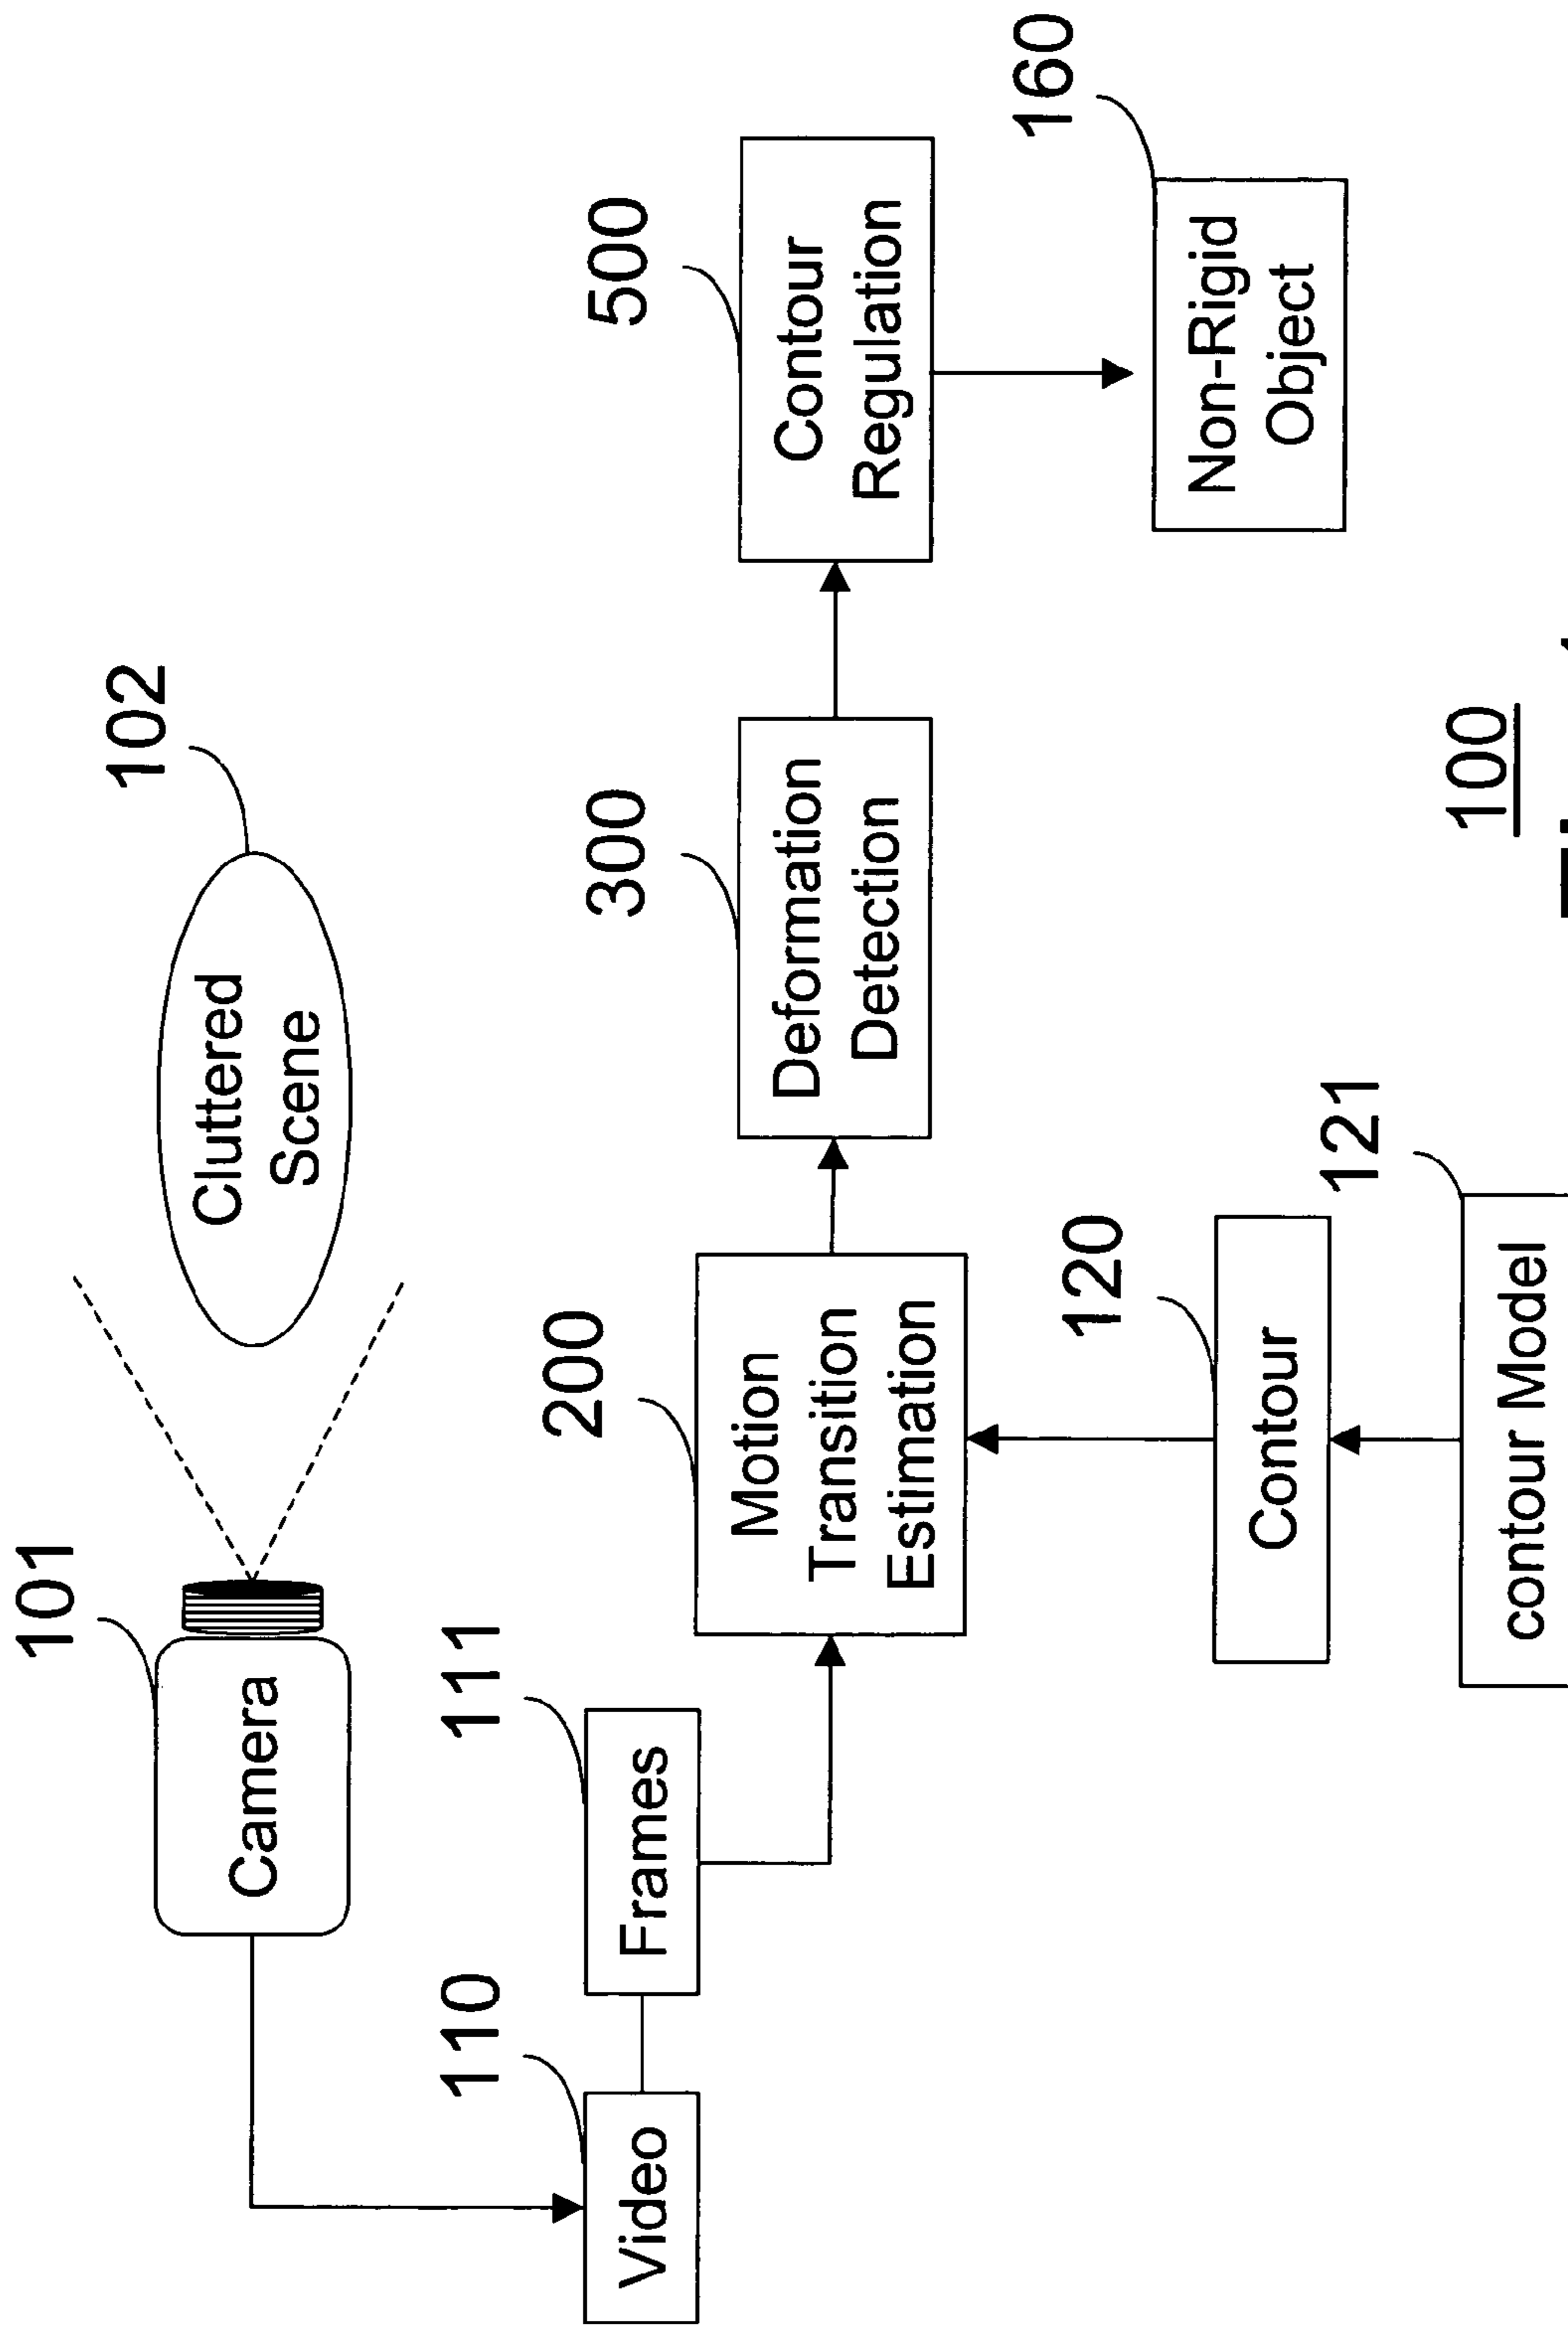 101
102
Camera
Cluttered
Scene
110
111
200
300
500
Video
Frames
Motion
Transition
Estimation
Deformation
Detection
Contour
Regulation
120
160
Contour
Non-Rigid
Object
121
contour Model
100